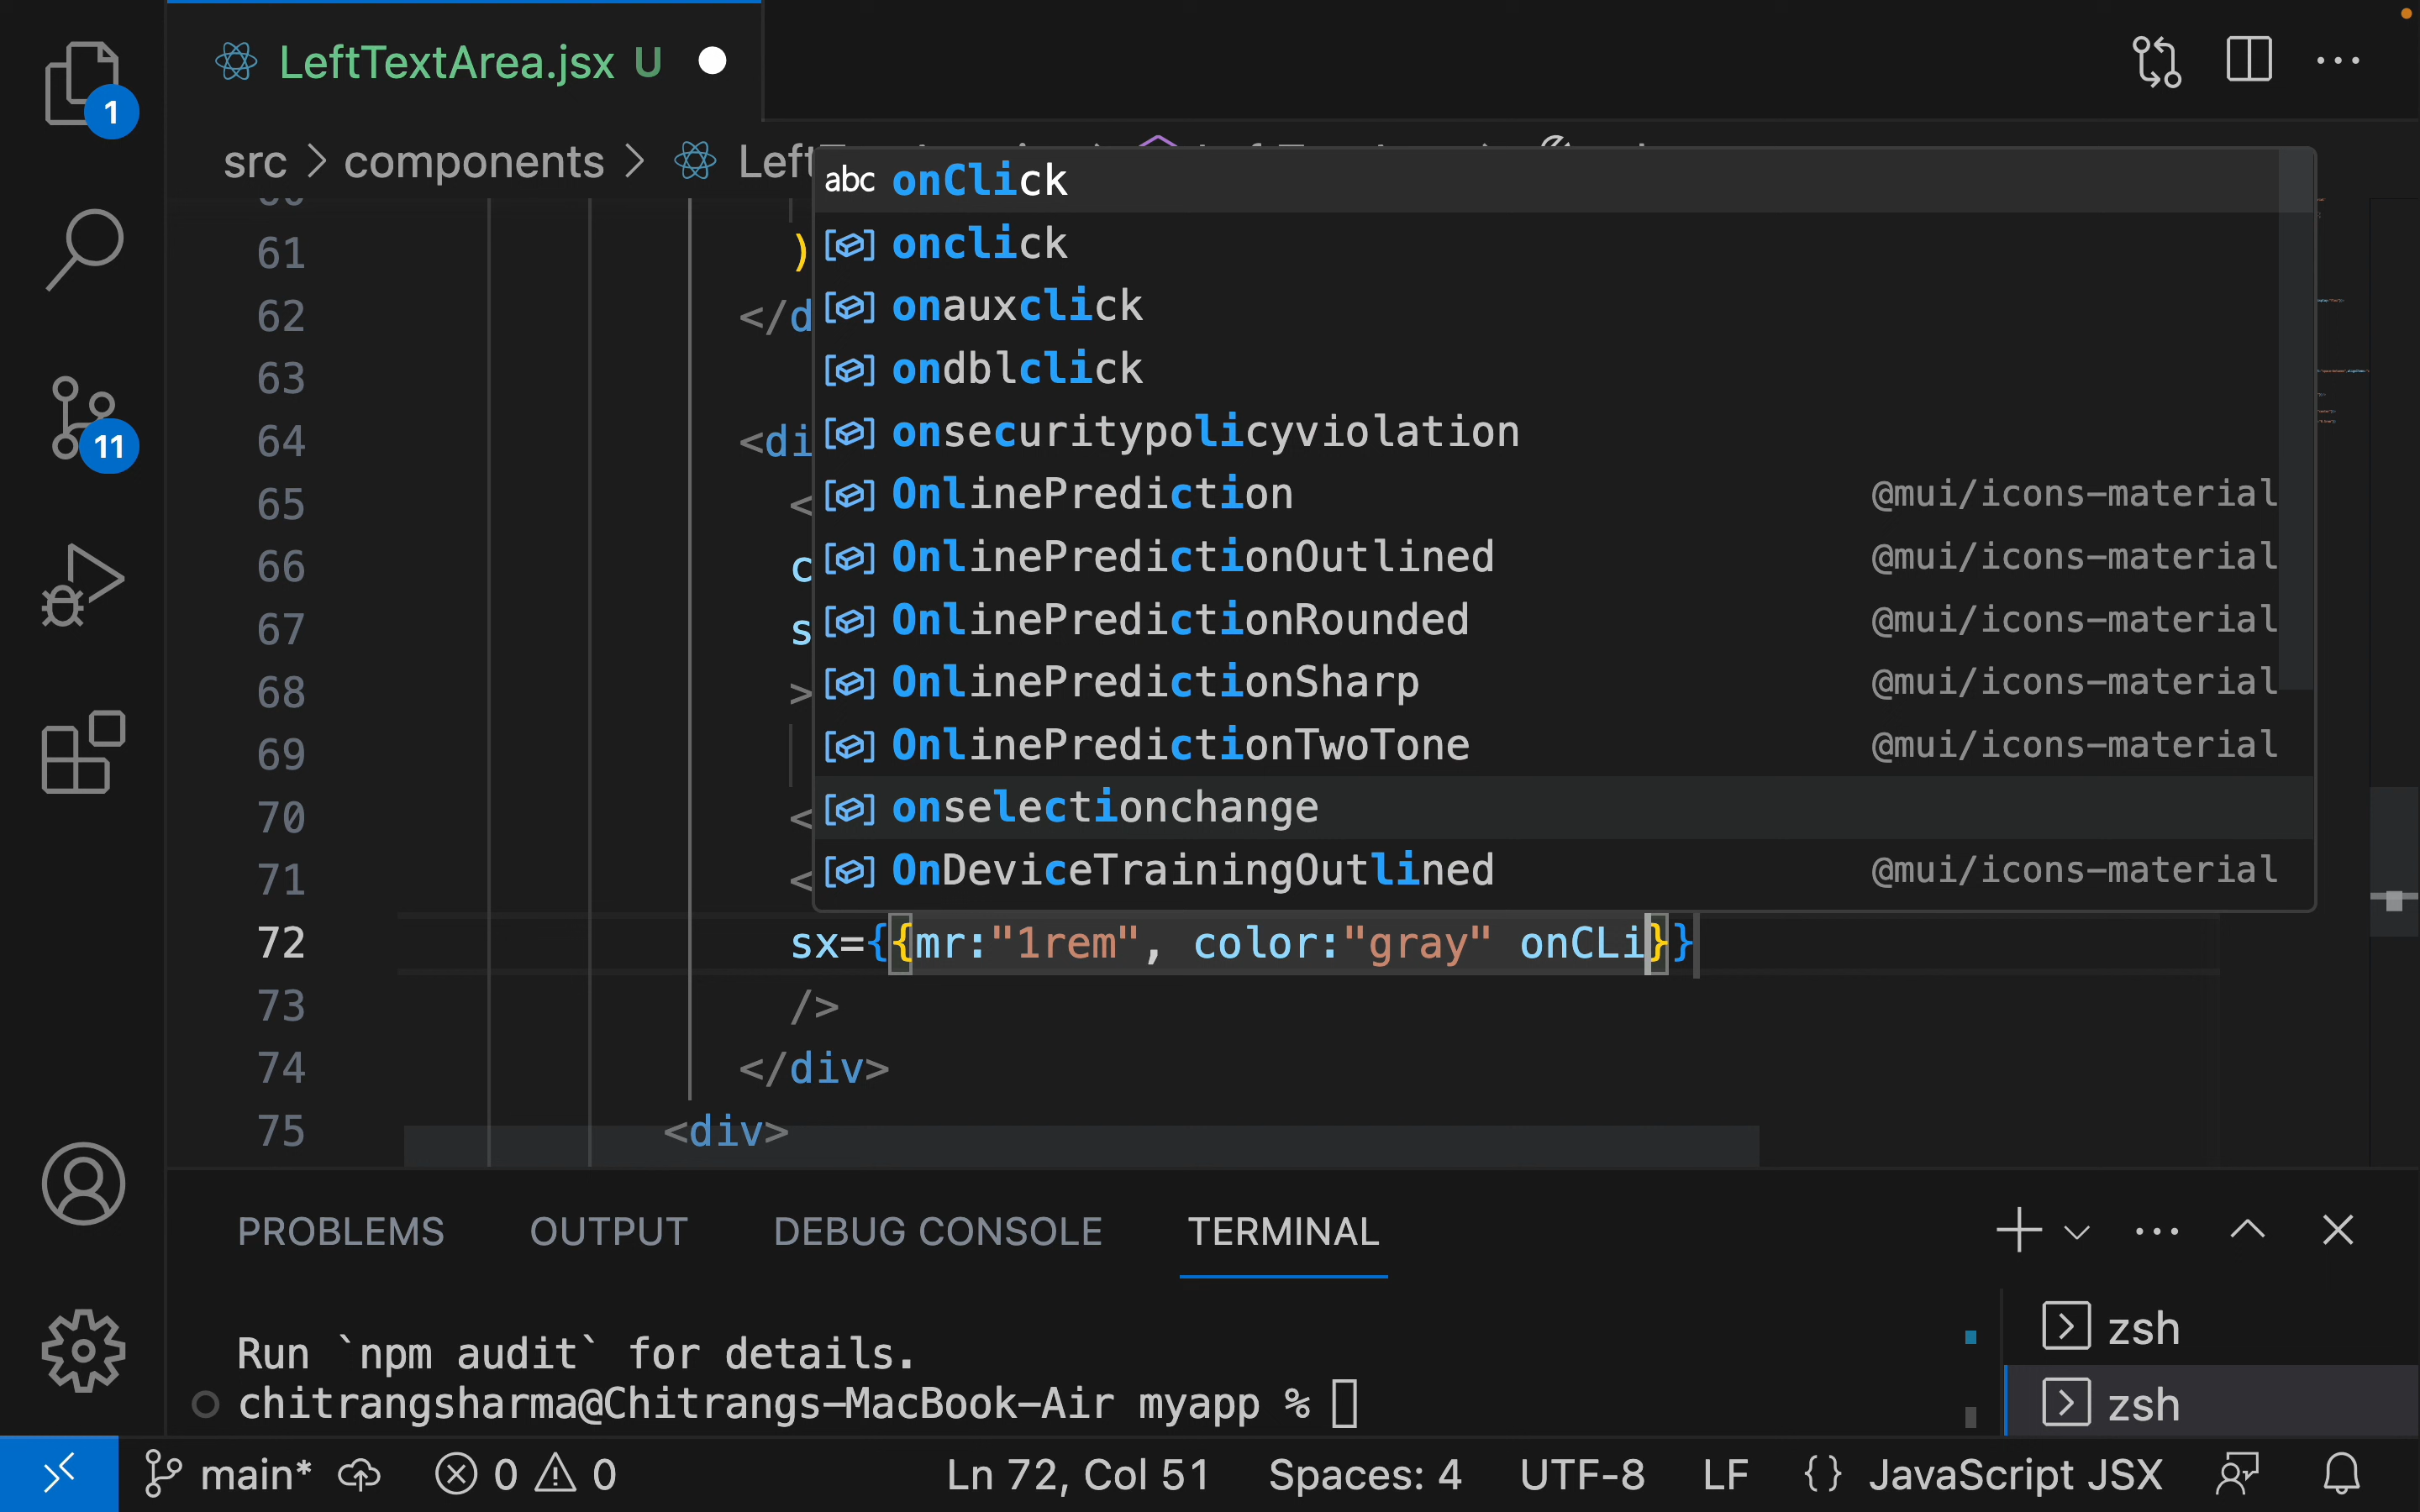 LeftTextArea.jsx U
1
src > components > Left
60
61 )
62 </d
63
64 <di
65 <
66 c
67 s
68 >
69
70 <
71 <
abc onClick
onclick
onauxclick
ondblclick
onsecuritypolicyviolation
OnlinePrediction @mui/icons-material
OnlinePredictionOutlined @mui/icons-material
OnlinePredictionRounded @mui/icons-material
OnlinePredictionSharp @mui/icons-material
OnlinePredictionTwoTone @mui/icons-material
onselectionchange
OnDeviceTrainingOutlined @mui/icons-material
11
72 sx={{mr:"1rem", color:"gray" onCLi}}
73 />
74 </div>
75 <div>
PROBLEMS OUTPUT DEBUG CONSOLE TERMINAL
Run `npm audit` for details.
chitrangsharma@Chitrangs-MacBook-Air myapp %
zsh
zsh
main* 0 0 Ln 72, Col 51 Spaces: 4 UTF-8 LF {} JavaScript JSX